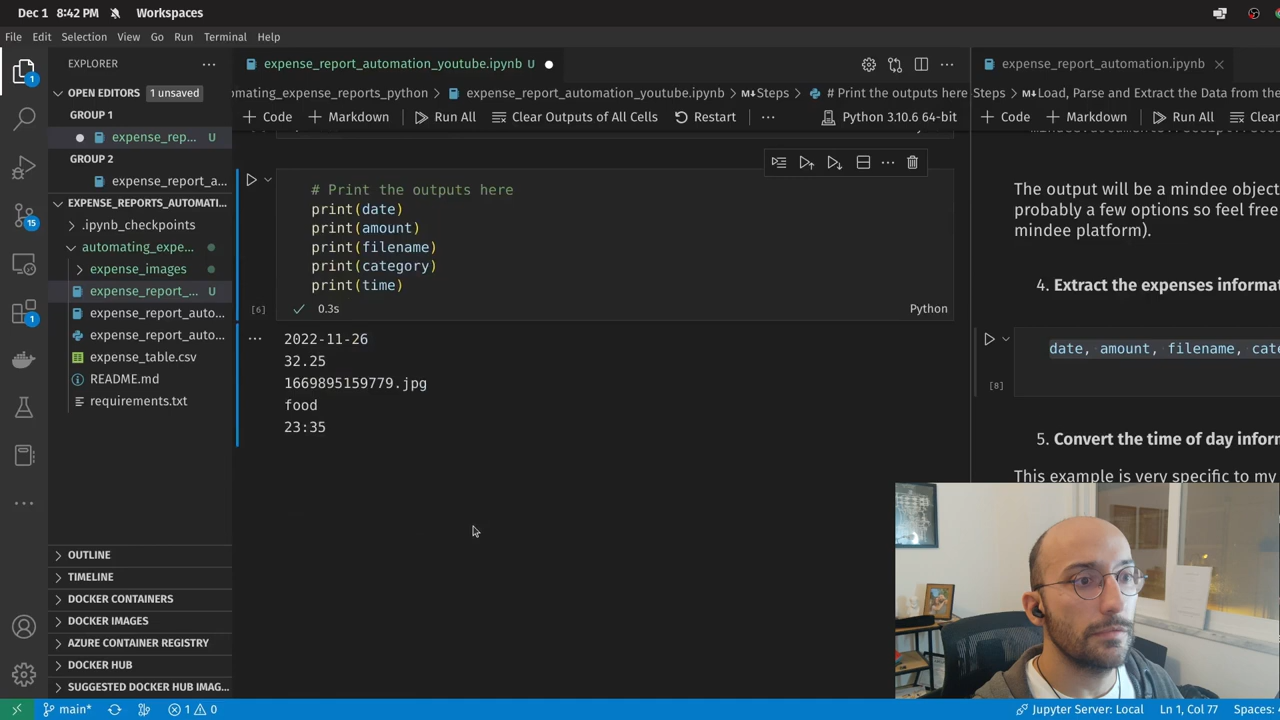 Dec 1 8:42 PM Workspaces
File Edit Selection View Go Run Terminal Help
EXPLORER
OPEN EDITORS 1 unsaved
GROUP 1
expense_rep... U
GROUP 2
expense_report_a...
EXPENSE_REPORTS_AUTOMATI...
.ipynb_checkpoints
automating_expe...
expense_images
expense_report_... U
expense_report_auto...
expense_report_auto...
expense_table.csv
README.md
requirements.txt
OUTLINE
TIMELINE
DOCKER CONTAINERS
DOCKER IMAGES
AZURE CONTAINER REGISTRY
DOCKER HUB
SUGGESTED DOCKER HUB IMAG...
1
15
1
expense_report_automation_youtube.ipynb U
omating_expense_reports_python > expense_report_automation_youtube.ipynb > M↓Steps > # Print the outputs here
+ Code + Markdown Run All Clear Outputs of All Cells Restart ... Python 3.10.6 64-bit
# Print the outputs here
print(date)
print(amount)
print(filename)
print(category)
print(time)
[6] 0.3s Python
2022-11-26
32.25
1669895159779.jpg
food
23:35
expense_report_automation.ipynb
Steps > M↓Load, Parse and Extract the Data from the
+ Code + Markdown Run All Clear
The output will be a mindee object
probably a few options so feel free
mindee platform).
4. Extract the expenses informat
date, amount, filename, cate
[8]
5. Convert the time of day infor
This example is very specific to my
main* 1 0 Jupyter Server: Local Ln 1, Col 77 Spaces: